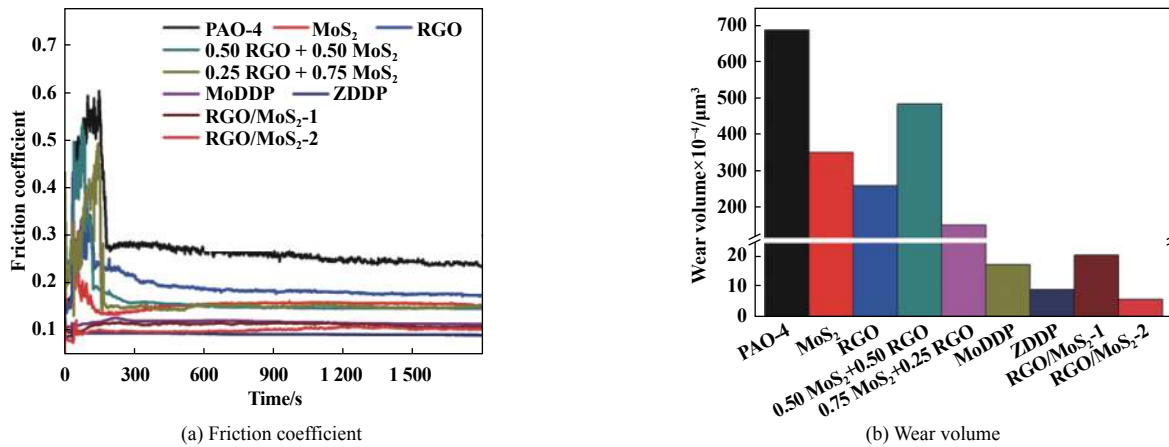 0.7
0.6
0.5
0.4
0.3
0.2
0.1
Friction coefficient
PAO-4 MoS₂ RGO
0.50 RGO + 0.50 MoS₂
0.25 RGO + 0.75 MoS₂
MoDDP ZDDP
RGO/MoS₂-1
RGO/MoS₂-2
0 300 600 900 1 200 1 500
Time/s
(a) Friction coefficient
700
600
500
400
300
200
20
10
0
Wear volume×10⁻⁴/μm³
PAO-4
MoS₂
RGO
0.50 MoS₂+0.50 RGO
0.75 MoS₂+0.25 RGO
MoDDP
ZDDP
RGO/MoS₂-1
RGO/MoS₂-2
(b) Wear volume